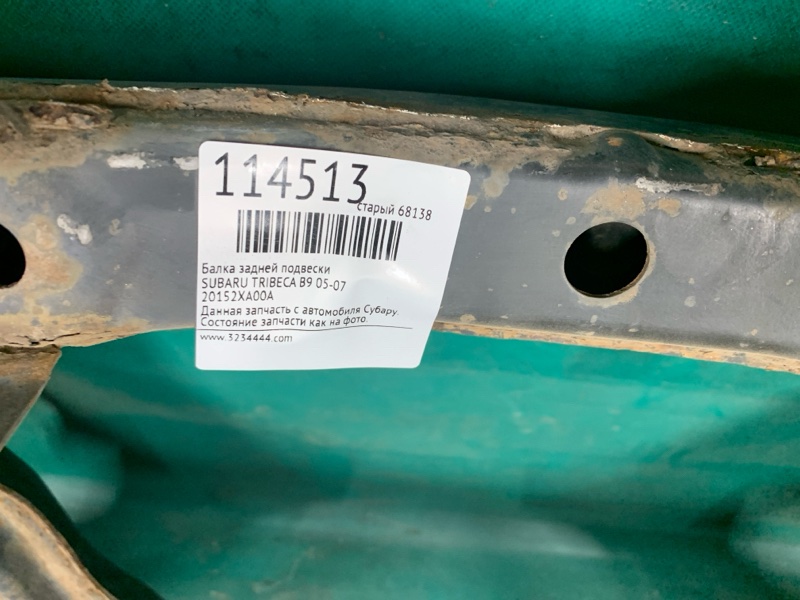 114513
старый 68138
Балка задней подвески
SUBARU TRIBECA B9 05-07
20152XA00A
Данная запчасть с автомобиля Субару.
Состояние запчасти как на фото.
www.3234444.com